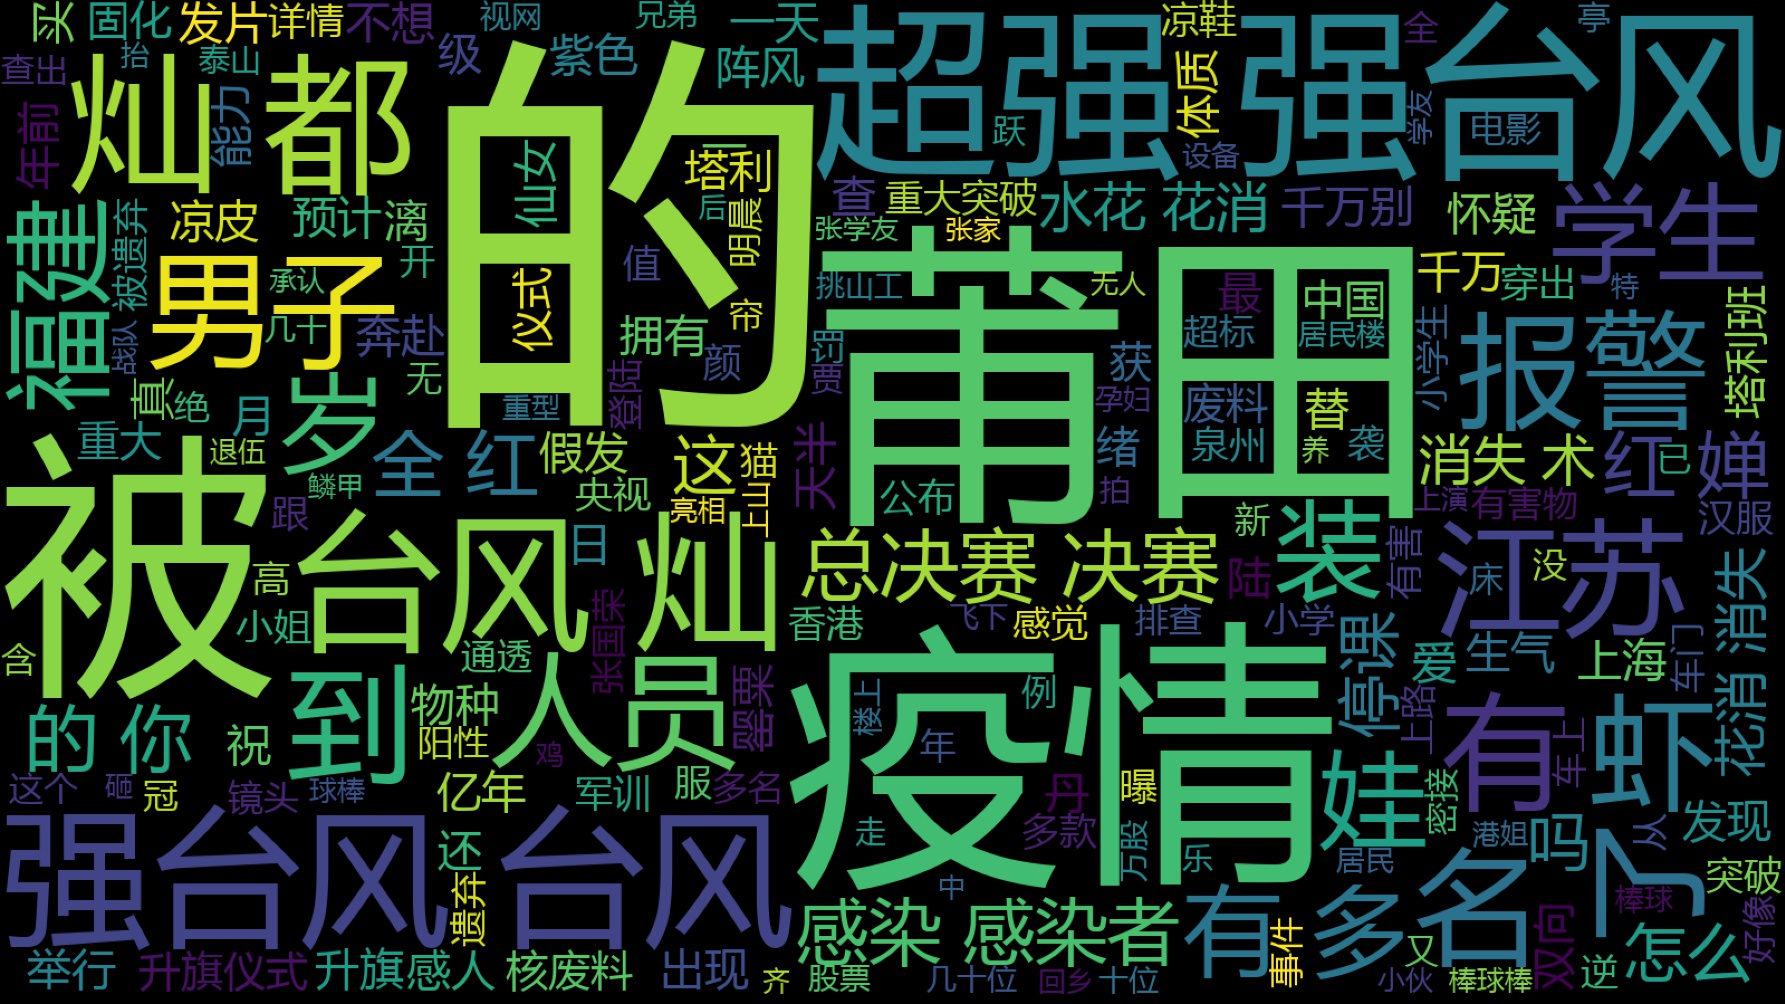 买
固化
发片
详情
不想
视网
兄弟
一天
超强
强台风
凉鞋
全
亭
级
紫色
阵风
查出
抬
泰山
灿都
的
体质
学友
电影
跃
设备
年前
能力
仙女
塔利
后
明晨
查
重大突破
水花
花消
千万别
怀疑
学生
福建
被遗弃
凉皮
预计
漓
张学友
张家
男子
承认
开
值
仪式
挑山工
莆田
无人
最
中国
千万
穿出
特
战队
几十
奔赴
拥有
帘
罚
超标
居民楼
小学生
报警
塔利班
真
绝
月
岁
无
颜
登陆
贾
获
孕妇
废料
替
重大
退伍
重型
全红
假发
这
猫
天半
绪
泉州
养
袭
消失
术
红
已
婵
被
鳞甲
跟
央视
亮相
上山
公布
拍
新
装
上演
有害物
汉服
台风
灿
日
总决赛
决赛
陆
有害
江苏
床
没
高
小姐
张国荣
香港
飞下
感觉
排查
小学
停课
消失
含
通透
爱
生气
上海
车门
的你
祝
到
物种
阳性
人员
罂粟
疫情
楼上
例
上路
有
虾
花消
鸡
年
这个
砸
冠
镜头
球棒
亿年
军训
服
多名
丹
曝
娃
密接
车上
强台风
台风
还
走
多款
万股
乐
居民
港姐
吗
从
发现
遗弃
中
感染
感染者
有
多名
了
突破
棒球
好像
举行
升旗仪式
升旗
感人
核废料
出现
齐
股票
几十位
回乡
十位
事件
小伙
又
棒球棒
双向
逆
怎么